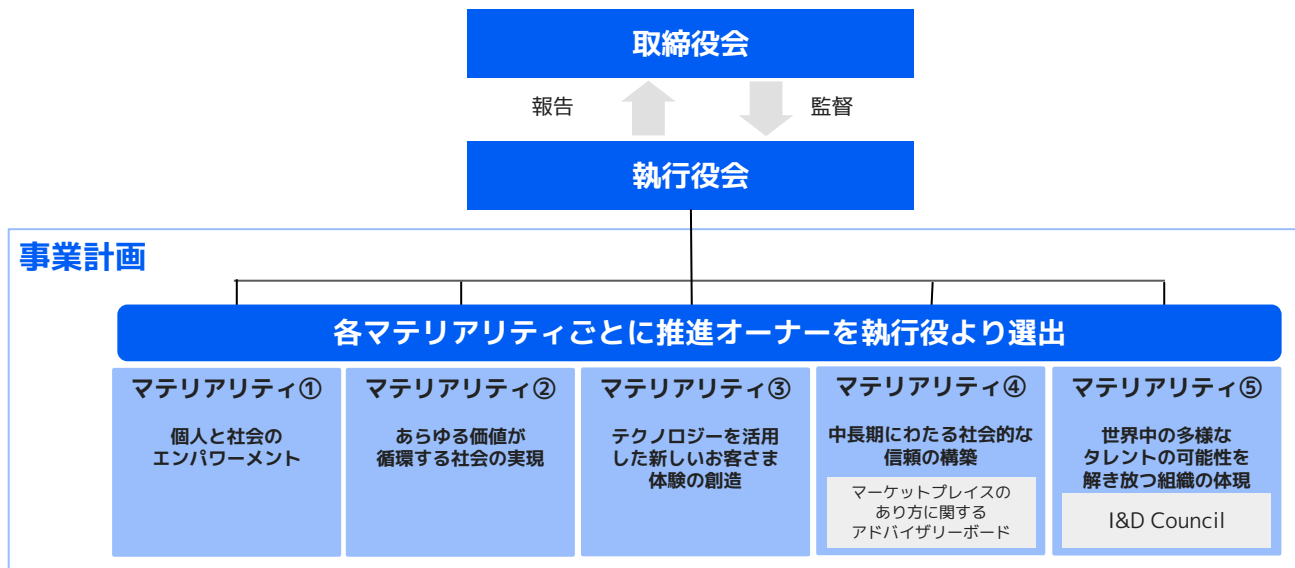 取締役会
報告
監督
執行役会
事業計画
各マテリアリティごとに推進オーナーを執行役より選出
マテリアリティ①
個人と社会の
エンパワーメント
マテリアリティ②
あらゆる価値が
循環する社会の実現
マテリアリティ③
テクノロジーを活用
した新しいお客さま
体験の創造
マテリアリティ④
中長期にわたる社会的な
信頼の構築
マーケットプレイスの
あり方に関する
アドバイザリーボード
マテリアリティ⑤
世界中の多様な
タレントの可能性を
解き放つ組織の体現
I&D Council